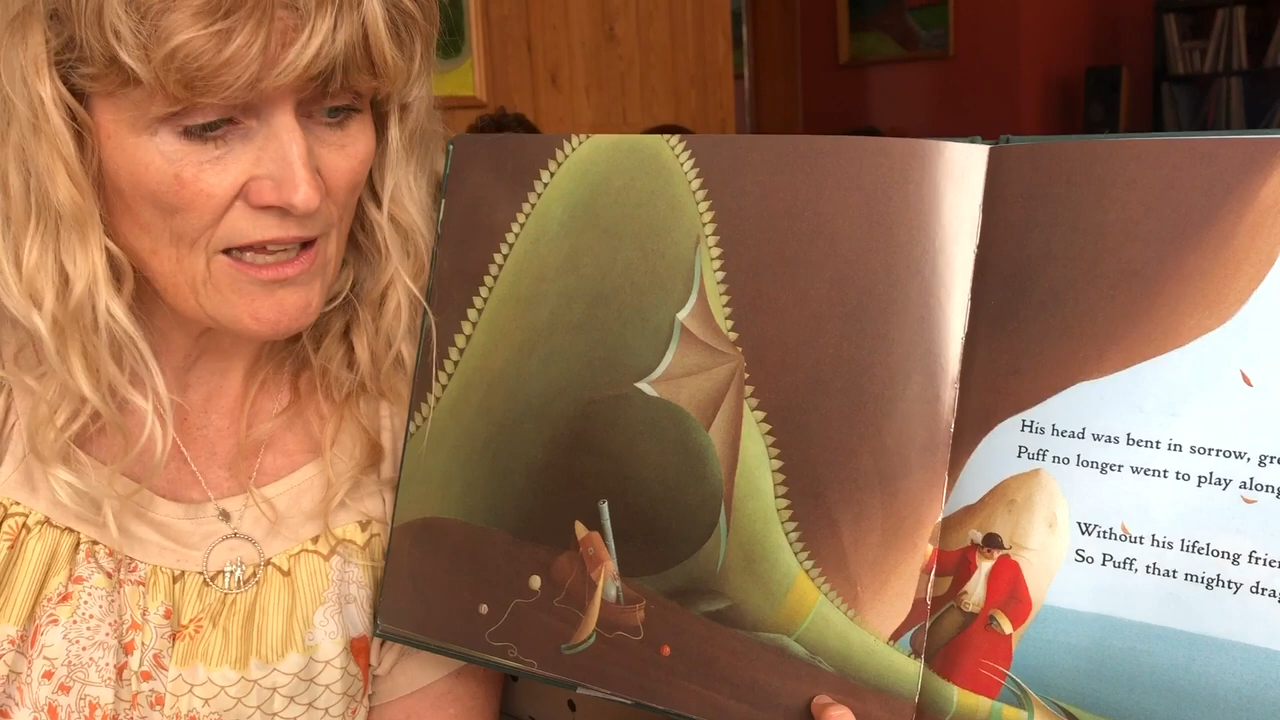 His head was bent in sorrow,
Puff no longer went to play
Without his lifelong
So Puff, that mighty